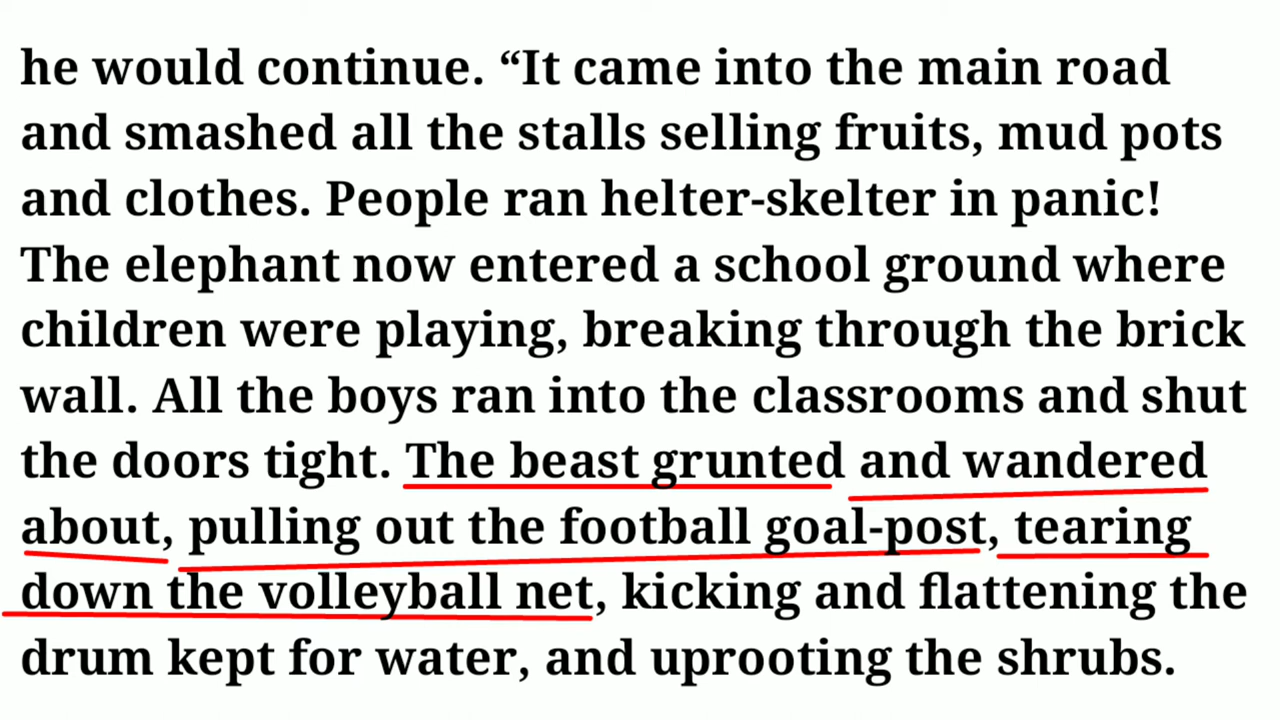 he would continue. “It came into the main road
and smashed all the stalls selling fruits, mud pots
and clothes. People ran helter-skelter in panic!
The elephant now entered a school ground where
children were playing, breaking through the brick
wall. All the boys ran into the classrooms and shut
the doors tight. The beast grunted and wandered
about, pulling out the football goal-post, tearing
down the volleyball net, kicking and flattening the
drum kept for water, and uprooting the shrubs.